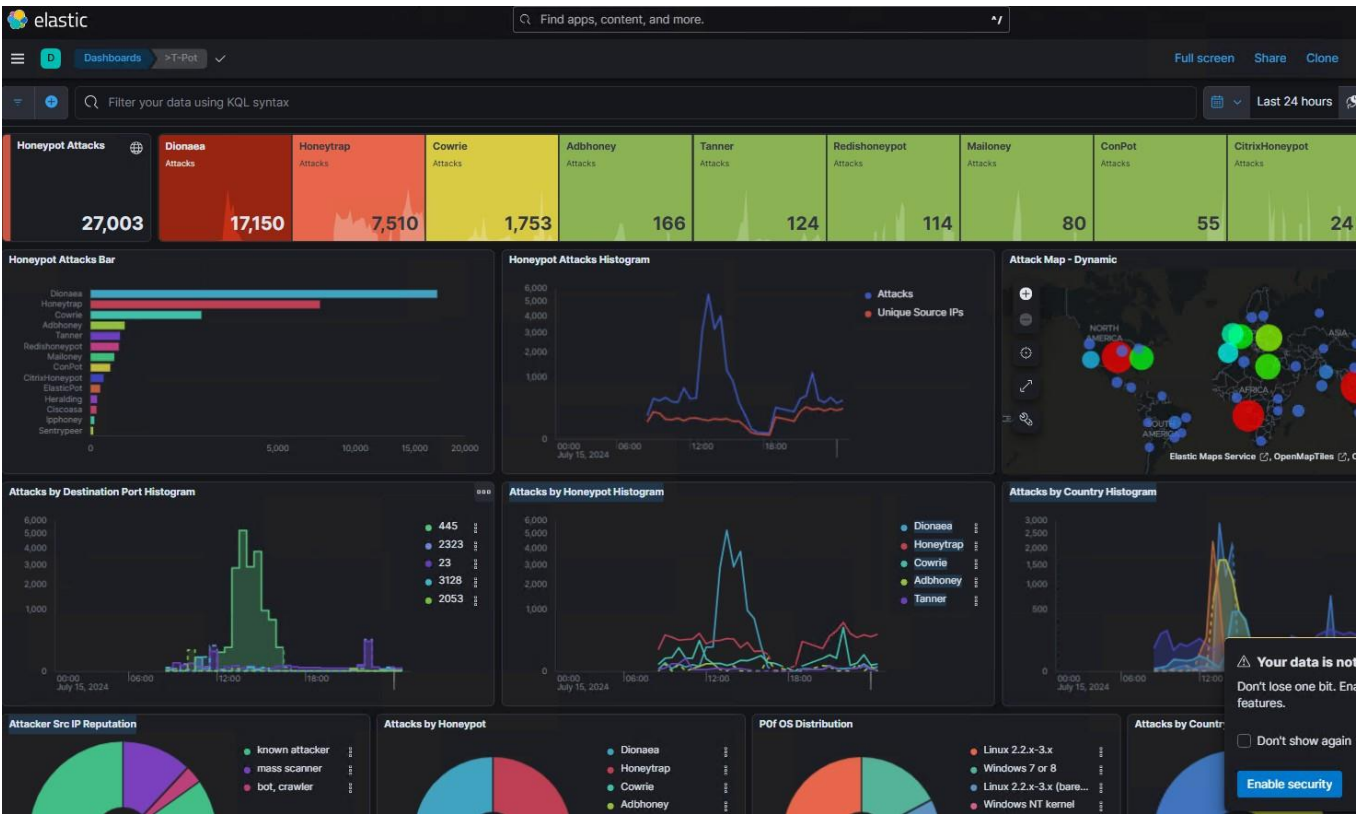 elastic
Find apps, content, and more.
^/
D
Dashboards
>T-Pot
Full screen
Share
Clone
Filter your data using KQL syntax
Last 24 hours
Honeypot Attacks
27,003
Dionaea
Attacks
17,150
Honeytrap
Attacks
7,510
Cowrie
Attacks
1,753
Adbhoney
Attacks
166
Tanner
Attacks
124
Redishoneypot
Attacks
114
Mailoney
Attacks
80
ConPot
Attacks
55
CitrixHoneypot
Attacks
24
Honeypot Attacks Bar
Dionaea
Honeytrap
Cowrie
Adbhoney
Tanner
Redishoneypot
Mailoney
ConPot
CitrixHoneypot
ElasticPot
Heralding
Ciscoasa
Ipphoney
Sentrypeer
0
5,000
10,000
15,000
20,000
Honeypot Attacks Histogram
6,000
5,000
4,000
3,000
2,000
1,000
0
00:00
July 15, 2024
06:00
12:00
18:00
Attacks
Unique Source IPs
Attack Map - Dynamic
NORTH
AMERICA
ASIA
AFRICA
SOUTH
AMERICA
Elastic Maps Service, OpenMapTiles
Attacks by Destination Port Histogram
6,000
5,000
4,000
3,000
2,000
1,000
0
00:00
July 15, 2024
06:00
12:00
18:00
445
2323
23
3128
2053
Attacks by Honeypot Histogram
6,000
5,000
4,000
3,000
2,000
1,000
0
00:00
July 15, 2024
06:00
12:00
18:00
Dionaea
Honeytrap
Cowrie
Adbhoney
Tanner
Attacks by Country Histogram
3,000
2,500
2,000
1,500
1,000
500
0
00:00
July 15, 2024
06:00
12:00
Your data is not
Don't lose one bit. Ena
features.
Don't show again
Enable security
Attacker Src IP Reputation
known attacker
mass scanner
bot, crawler
Attacks by Honeypot
Dionaea
Honeytrap
Cowrie
Adbhoney
P0f OS Distribution
Linux 2.2.x-3.x
Windows 7 or 8
Linux 2.2.x-3.x (bare...
Windows NT kernel
Attacks by Countr